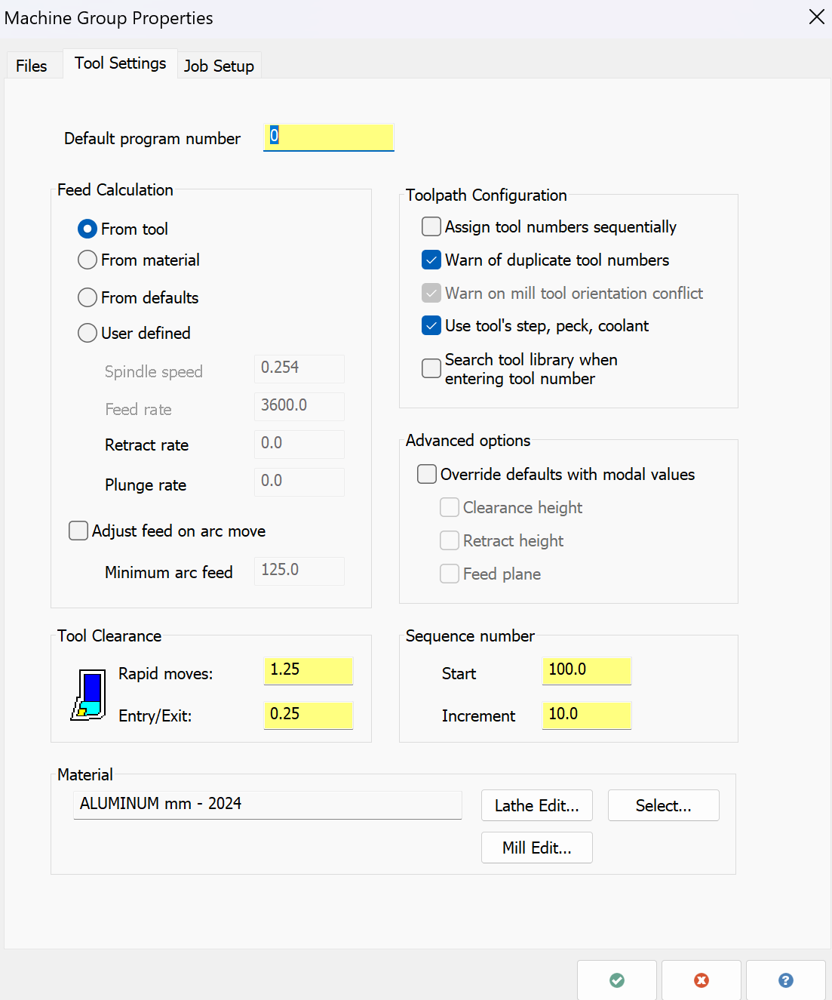 Machine Group Properties
Files
Tool Settings
Job Setup
Default program number
0
Feed Calculation
From tool
From material
From defaults
User defined
Spindle speed
0.254
Feed rate
3600.0
Retract rate
0.0
Plunge rate
0.0
Adjust feed on arc move
Minimum arc feed
125.0
Toolpath Configuration
Assign tool numbers sequentially
Warn of duplicate tool numbers
Warn on mill tool orientation conflict
Use tool's step, peck, coolant
Search tool library when
entering tool number
Advanced options
Override defaults with modal values
Clearance height
Retract height
Feed plane
Tool Clearance
Rapid moves:
1.25
Entry/Exit:
0.25
Sequence number
Start
100.0
Increment
10.0
Material
ALUMINUM mm - 2024
Lathe Edit...
Select...
Mill Edit...
?